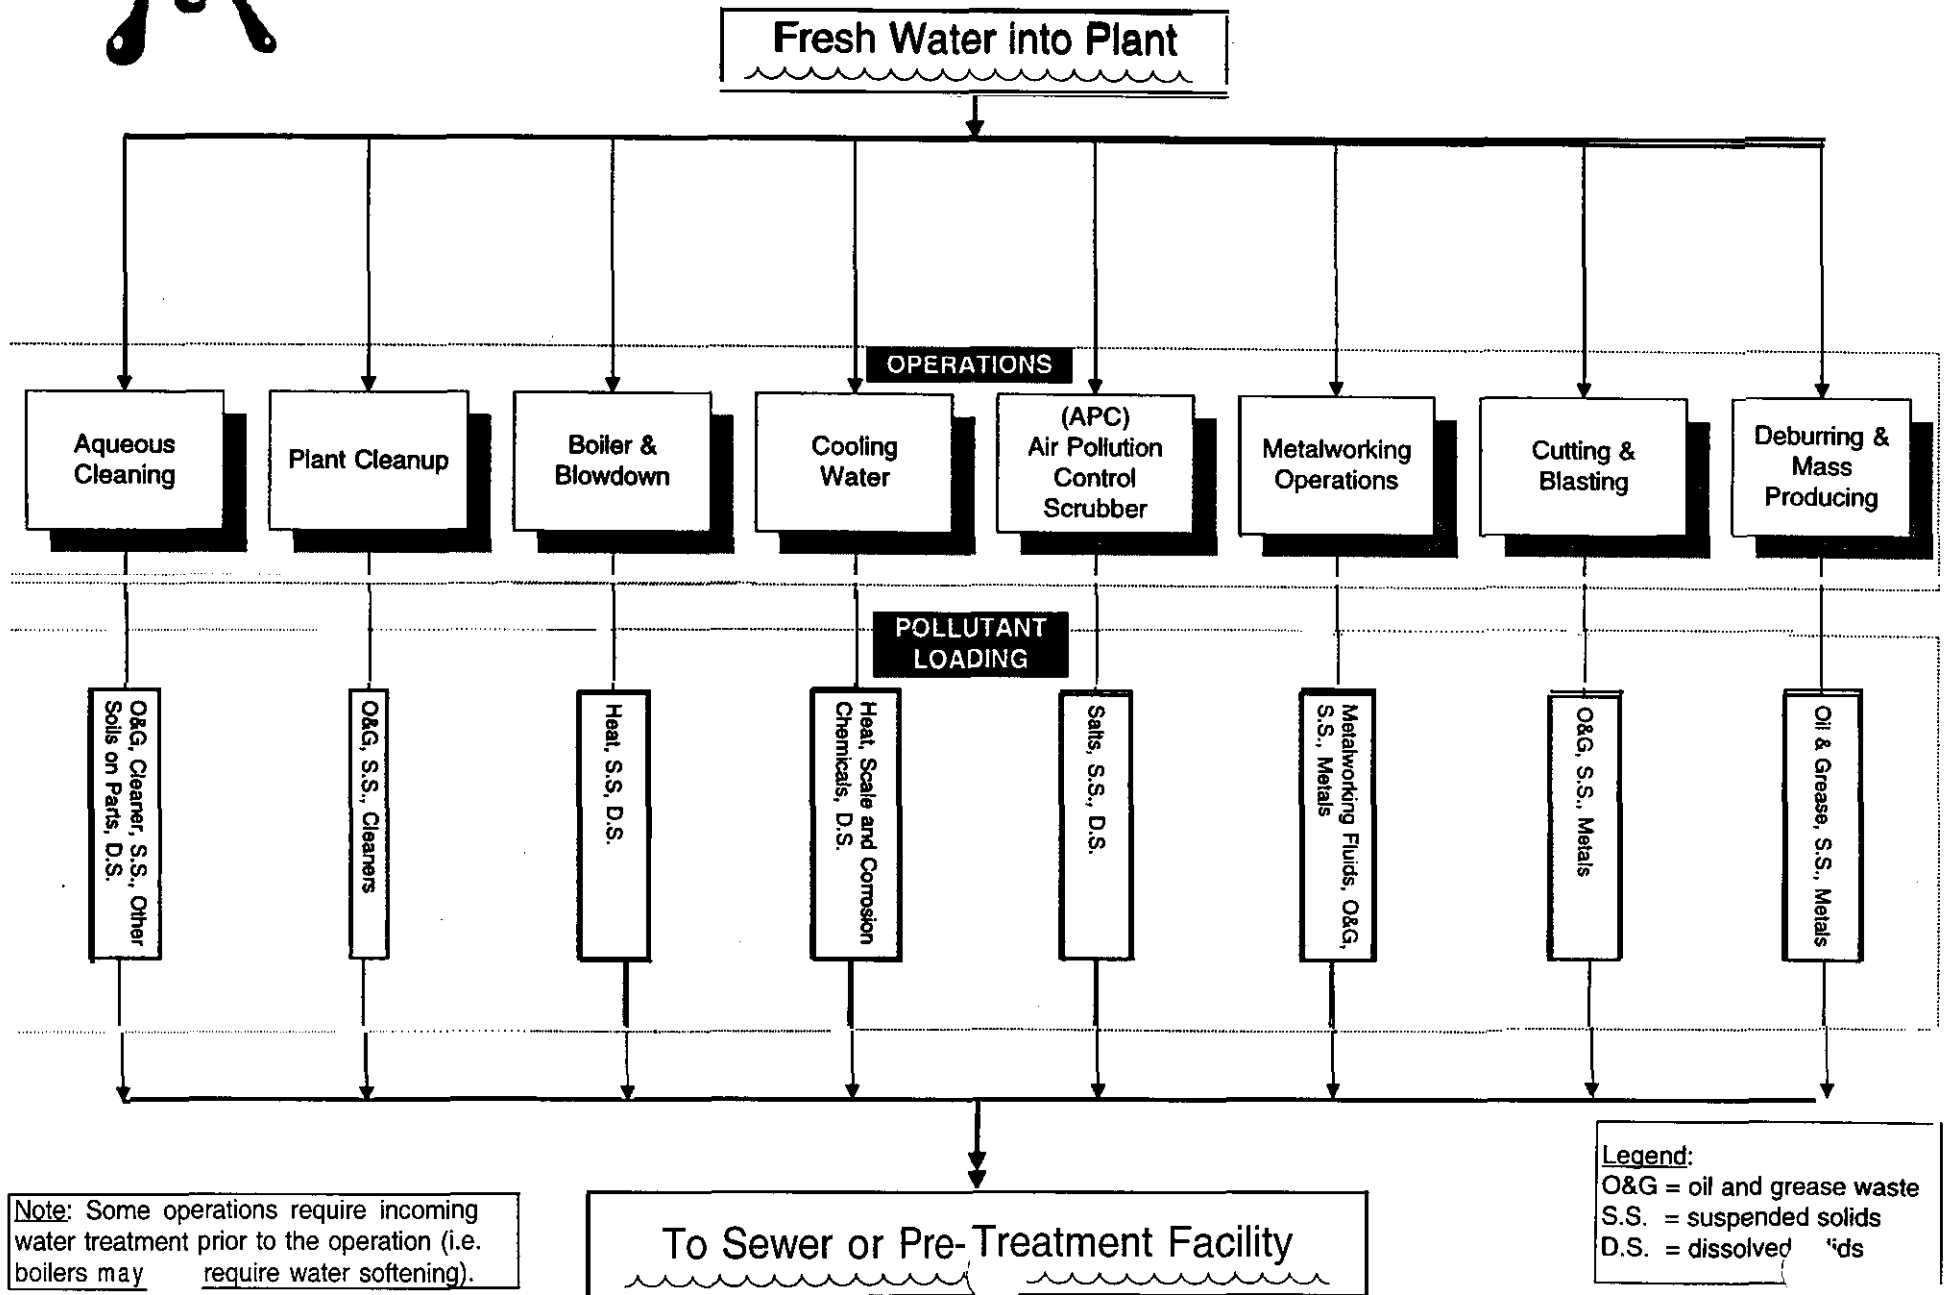 Fresh Water into Plant
OPERATIONS
Aqueous
Cleaning
Plant Cleanup
Boiler &
Blowdown
Cooling
Water
(APC)
Air Pollution
Control
Scrubber
Metalworking
Operations
Cutting &
Blasting
Deburring &
Mass
Producing
POLLUTANT
LOADING
O&G, Cleaner, S.S., Other
Soils on Parts, D.S.
O&G, S.S., Cleaners
Heat, S.S, D.S.
Heat, Scale and Corrosion
Chemicals, D.S.
Salts, S.S., D.S.
Metalworking Fluids, O&G,
S.S., Metals
O&G, S.S., Metals
Oil & Grease, S.S., Metals
Note: Some operations require incoming
water treatment prior to the operation (i.e.
boilers may require water softening).
To Sewer or Pre-Treatment Facility
Legend:
O&G = oil and grease waste
S.S. = suspended solids
D.S. = dissolved